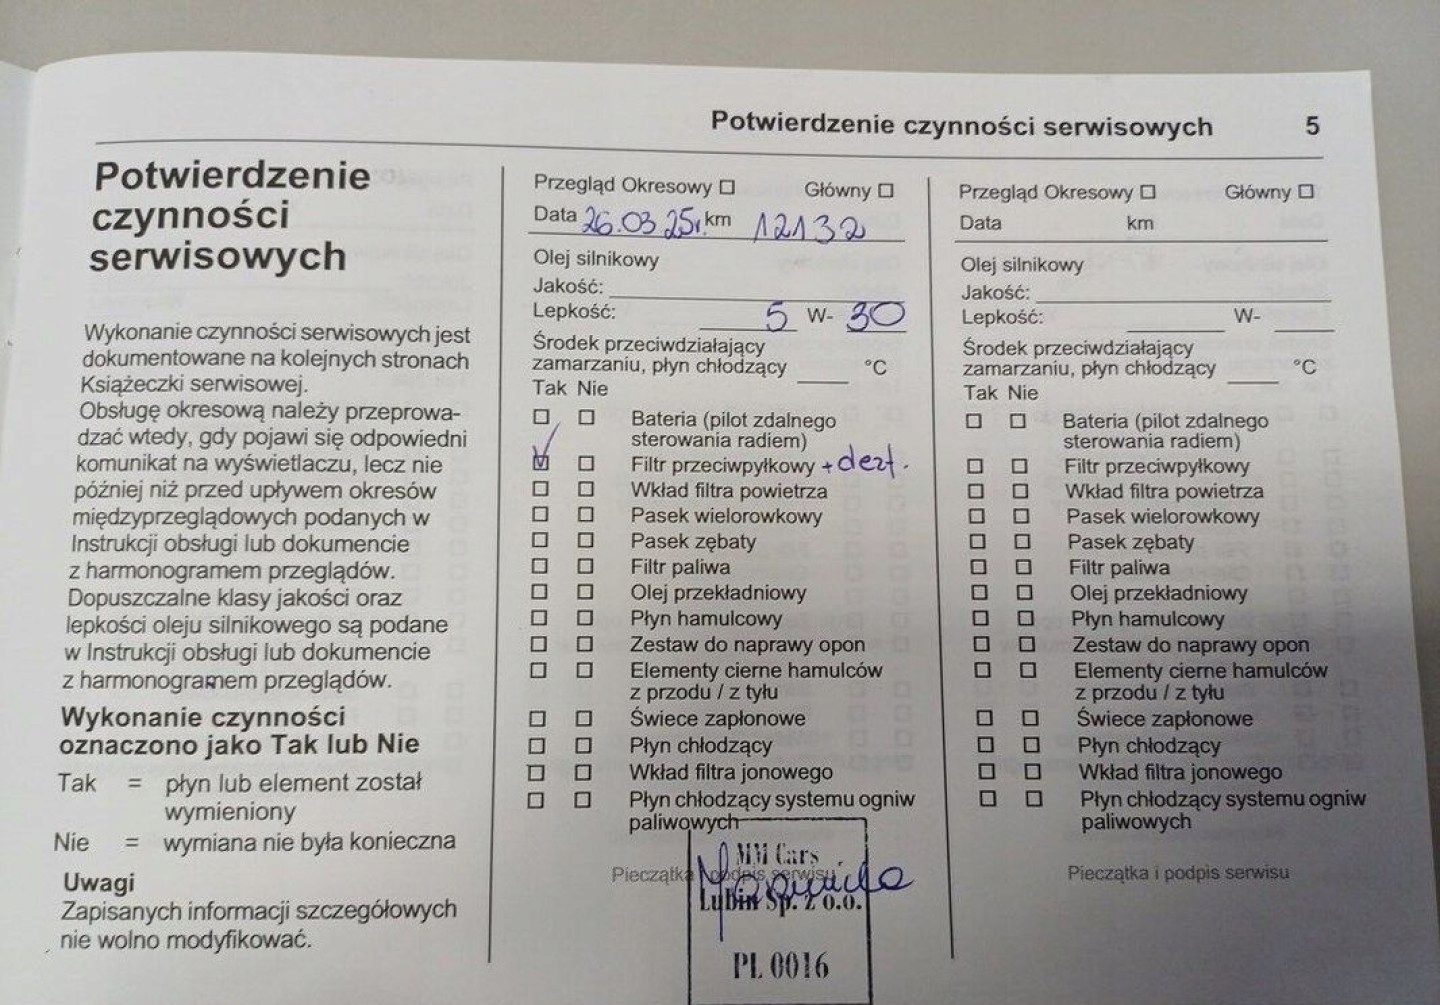 Potwierdzenie czynności serwisowych 5
Potwierdzenie
czynności
serwisowych
Wykonanie czynności serwisowych jest
dokumentowane na kolejnych stronach
Książeczki serwisowej.
Obsługę okresową należy przeprowa-
dzać wtedy, gdy pojawi się odpowiedni
komunikat na wyświetlaczu, lecz nie
później niż przed upływem okresów
międzyprzeglądowych podanych w
Instrukcji obsługi lub dokumencie
z harmonogramem przeglądów.
Dopuszczalne klasy jakości oraz
lepkości oleju silnikowego są podane
w Instrukcji obsługi lub dokumencie
z harmonogramem przeglądów.
Wykonanie czynności
oznaczono jako Tak lub Nie
Tak = płyn lub element został
wymieniony
Nie = wymiana nie była konieczna
Uwagi
Zapisanych informacji szczegółowych
nie wolno modyfikować.
Przegląd Okresowy ☐ Główny ☐
Data 26.03.25r. km 12132
Olej silnikowy
Jakość:
Lepkość: 5 W- 30
Środek przeciwdziałający
zamarzaniu, płyn chłodzący °C
Tak Nie
☐ ☐ Bateria (pilot zdalnego
sterowania radiem)
☑ ☐ Filtr przeciwpyłkowy + dezf.
☐ ☐ Wkład filtra powietrza
☐ ☐ Pasek wielorowkowy
☐ ☐ Pasek zębaty
☐ ☐ Filtr paliwa
☐ ☐ Olej przekładniowy
☐ ☐ Płyn hamulcowy
☐ ☐ Zestaw do naprawy opon
☐ ☐ Elementy cierne hamulców
z przodu / z tyłu
☐ ☐ Świece zapłonowe
☐ ☐ Płyn chłodzący
☐ ☐ Wkład filtra jonowego
☐ ☐ Płyn chłodzący systemu ogniw
paliwowych
MM Cars
Pieczątka i podpis serwisu
Lubin Sp. z o.o.
PL 0016
Przegląd Okresowy ☐ Główny ☐
Data km
Olej silnikowy
Jakość:
Lepkość: W-
Środek przeciwdziałający
zamarzaniu, płyn chłodzący °C
Tak Nie
☐ ☐ Bateria (pilot zdalnego
sterowania radiem)
☐ ☐ Filtr przeciwpyłkowy
☐ ☐ Wkład filtra powietrza
☐ ☐ Pasek wielorowkowy
☐ ☐ Pasek zębaty
☐ ☐ Filtr paliwa
☐ ☐ Olej przekładniowy
☐ ☐ Płyn hamulcowy
☐ ☐ Zestaw do naprawy opon
☐ ☐ Elementy cierne hamulców
z przodu / z tyłu
☐ ☐ Świece zapłonowe
☐ ☐ Płyn chłodzący
☐ ☐ Wkład filtra jonowego
☐ ☐ Płyn chłodzący systemu ogniw
paliwowych
Pieczątka i podpis serwisu